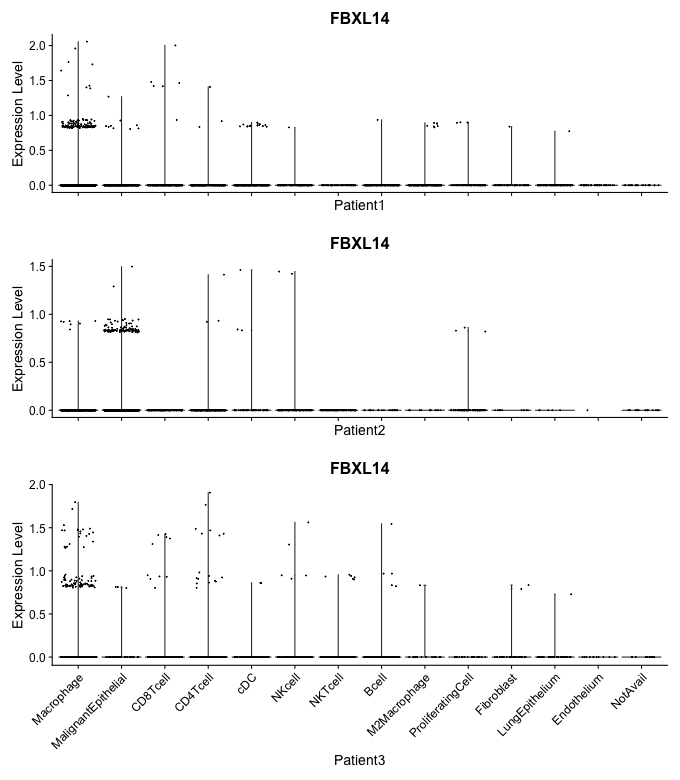 FBXL14
Expression Level
2.0
1.5
1.0
0.5
0.0
Patient1
FBXL14
Expression Level
1.5
1.0
0.5
0.0
Patient2
FBXL14
Expression Level
2.0
1.5
1.0
0.5
0.0
Macrophage
MalignantEpithelial
CD8Tcell
CD4Tcell
cDC
NKcell
NKTcell
Bcell
M2Macrophage
ProliferatingCell
Fibroblast
LungEpithelium
Endothelium
NotAvail
Patient3